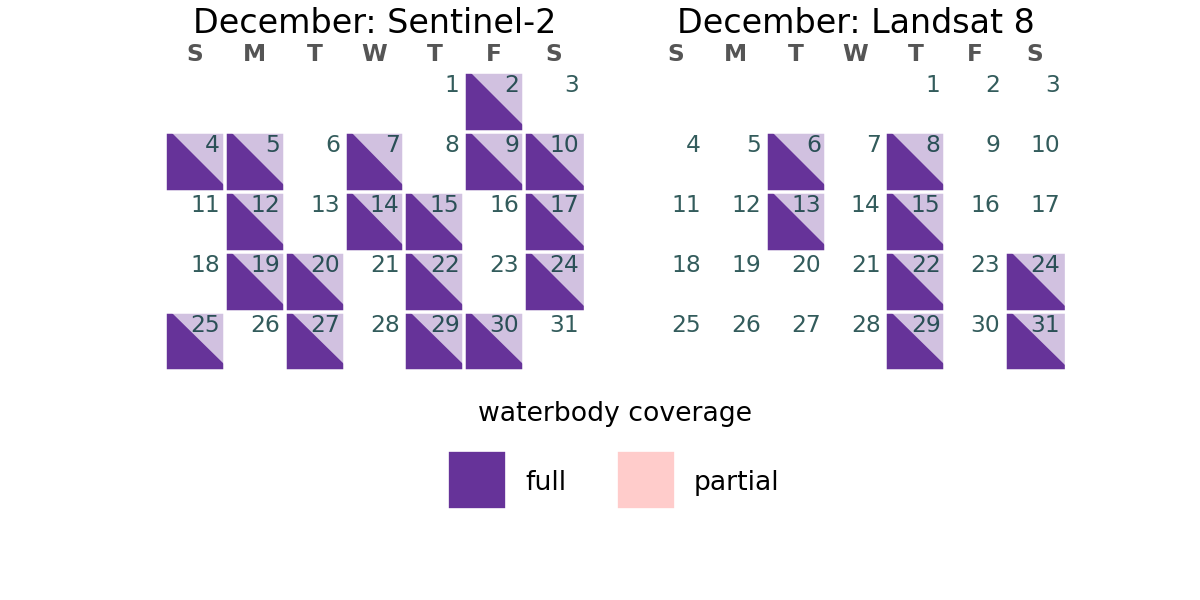 December: Sentinel-2
S M T W T F S
1 2 3
4 5 6 7 8 9 10
11 12 13 14 15 16 17
18 19 20 21 22 23 24
25 26 27 28 29 30 31
December: Landsat 8
S M T W T F S
1 2 3
4 5 6 7 8 9 10
11 12 13 14 15 16 17
18 19 20 21 22 23 24
25 26 27 28 29 30 31
waterbody coverage
full partial